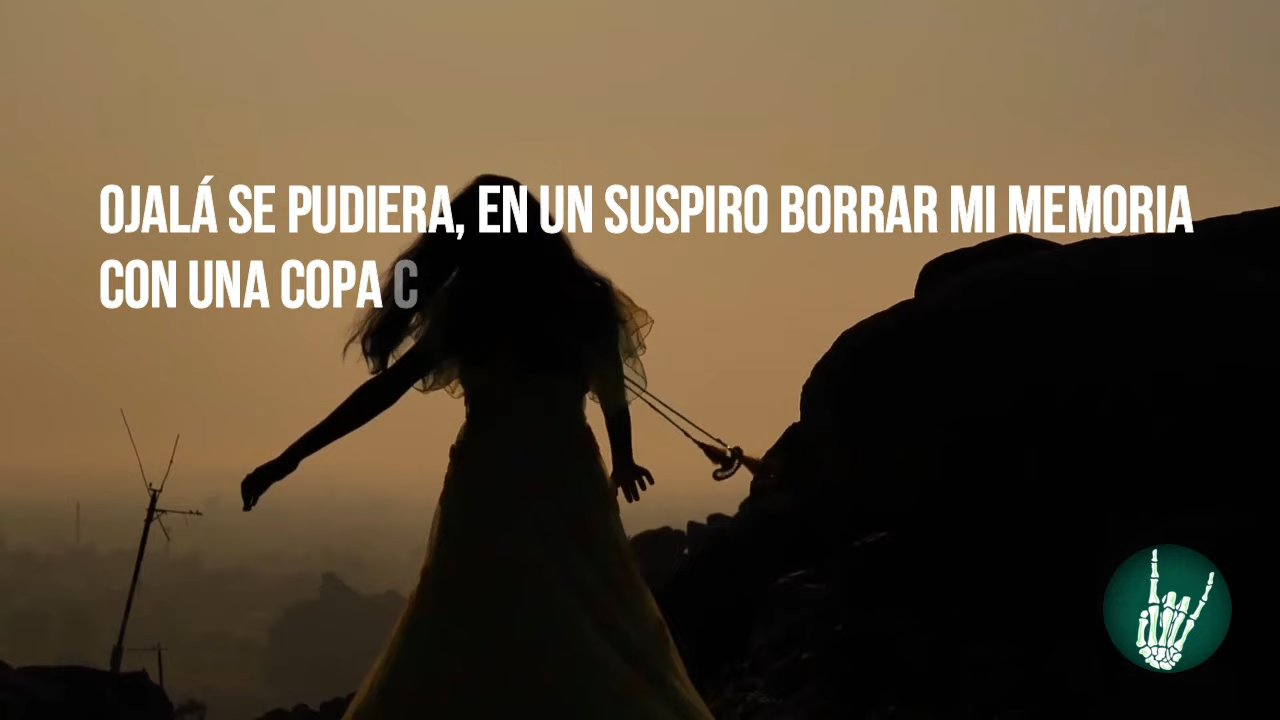 OJALÁ SE PUDIERA, EN UN SUSPIRO BORRAR MI MEMORIA
CON UNA COPA C